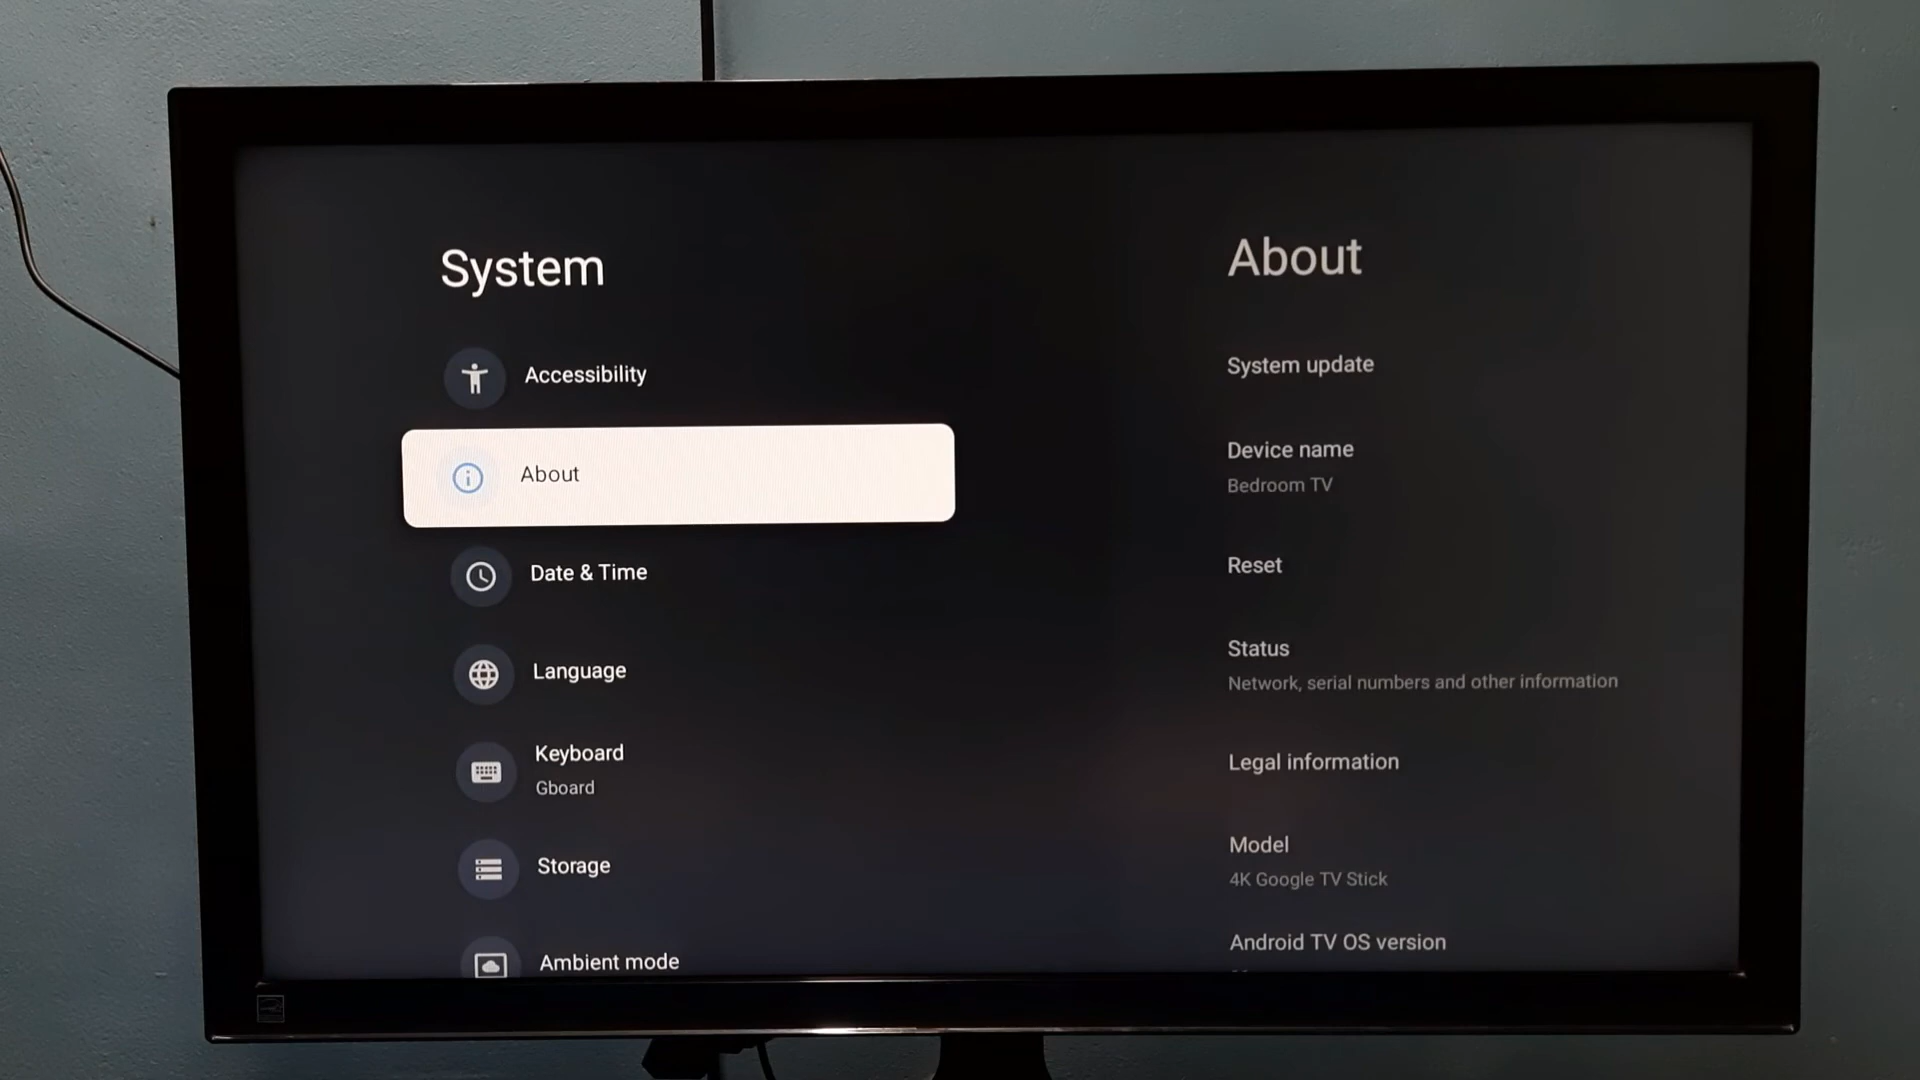 System
Accessibility
About
Date & Time
Language
Keyboard
Gboard
Storage
Ambient mode
About
System update
Device name
Bedroom TV
Reset
Status
Network, serial numbers and other information
Legal information
Model
4K Google TV Stick
Android TV OS version